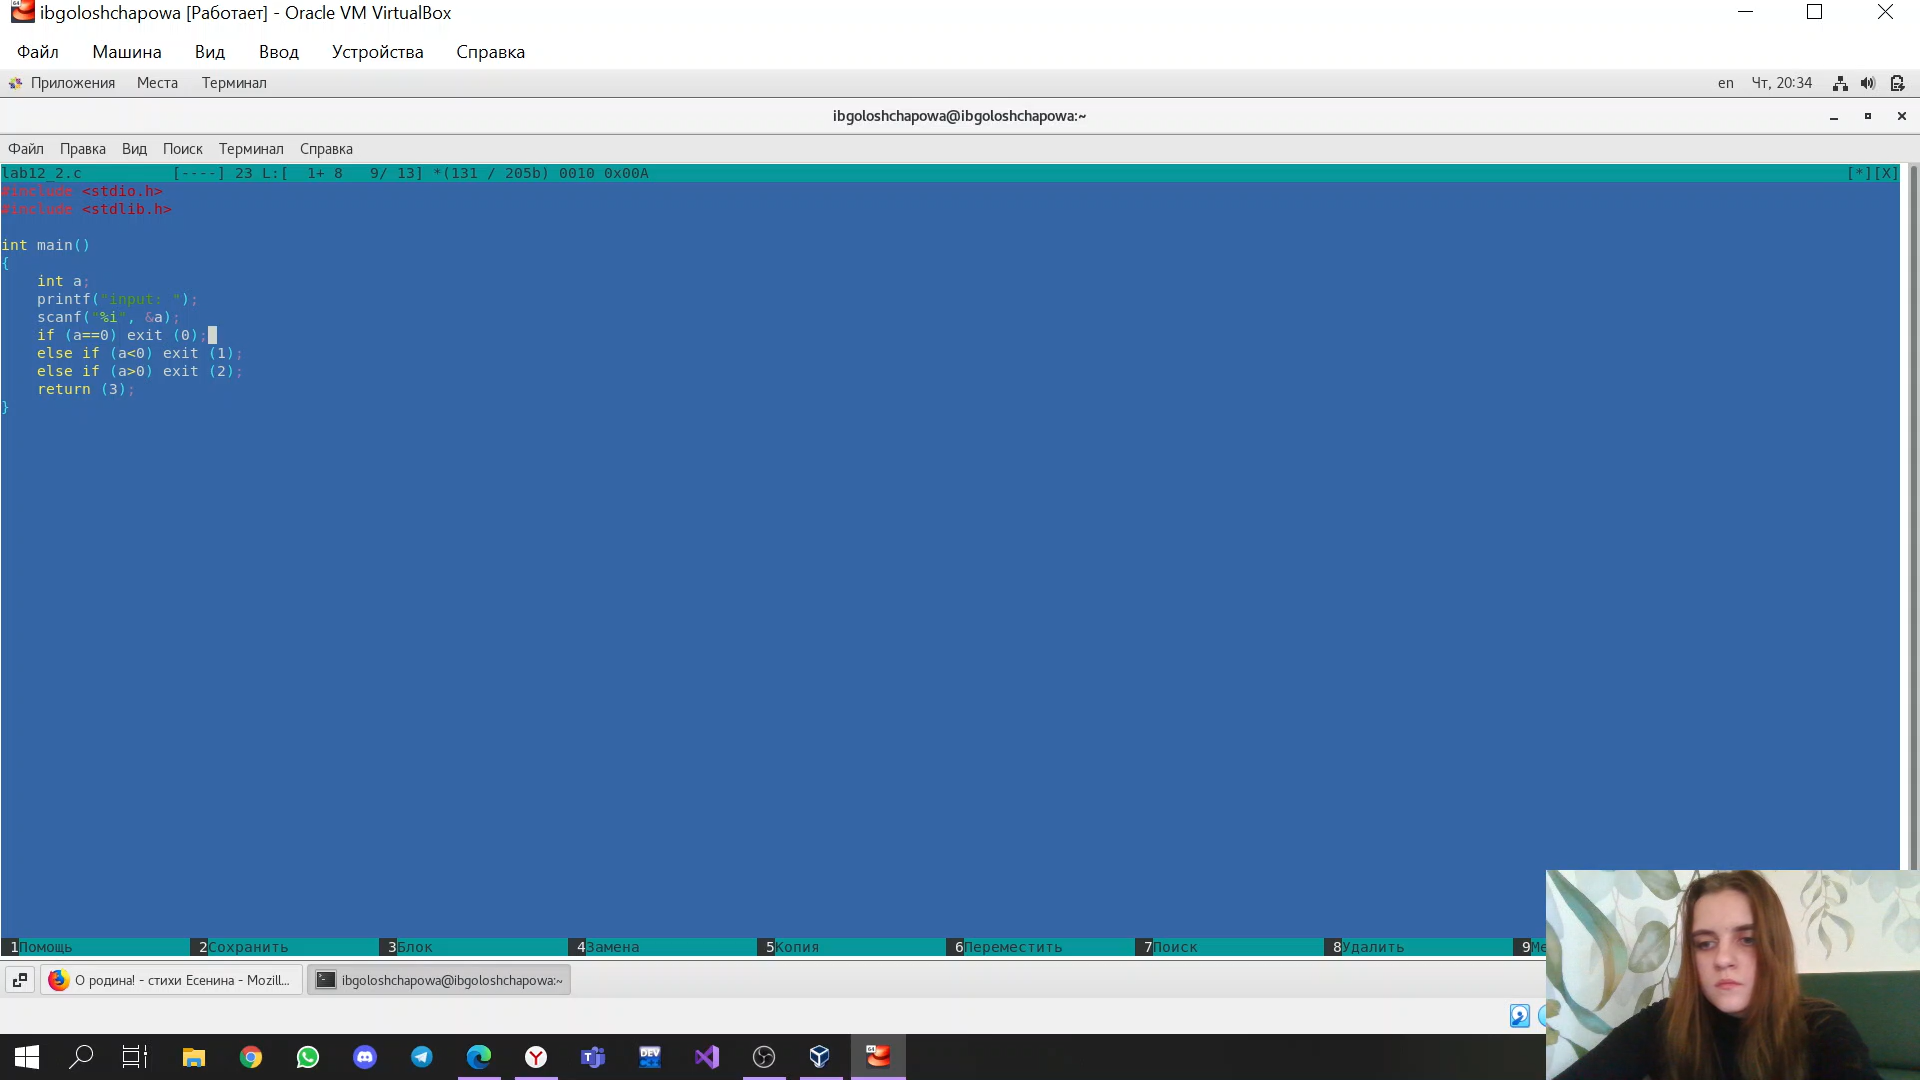 ibgoloshchapowa [Работает] - Oracle VM VirtualBox
Файл Машина Вид Ввод Устройства Справка
Приложения Места Терминал en Чт, 20:34
ibgoloshchapowa@ibgoloshchapowa:~
Файл Правка Вид Поиск Терминал Справка
lab12_2.c [----] 23 L:[ 1+ 8 9/ 13] *(131 / 205b) 0010 0x00A [*][X]
#include <stdio.h>
#include <stdlib.h>
int main()
{
int a;
printf("input: ");
scanf("%i", &a);
if (a==0) exit (0);
else if (a<0) exit (1);
else if (a>0) exit (2);
return (3);
}
1Помощь 2Сохранить 3Блок 4Замена 5Копия 6Переместить 7Поиск 8Удалить 9Ме
О родина! - стихи Есенина - Mozill... ibgoloshchapowa@ibgoloshchapowa:~
DEV